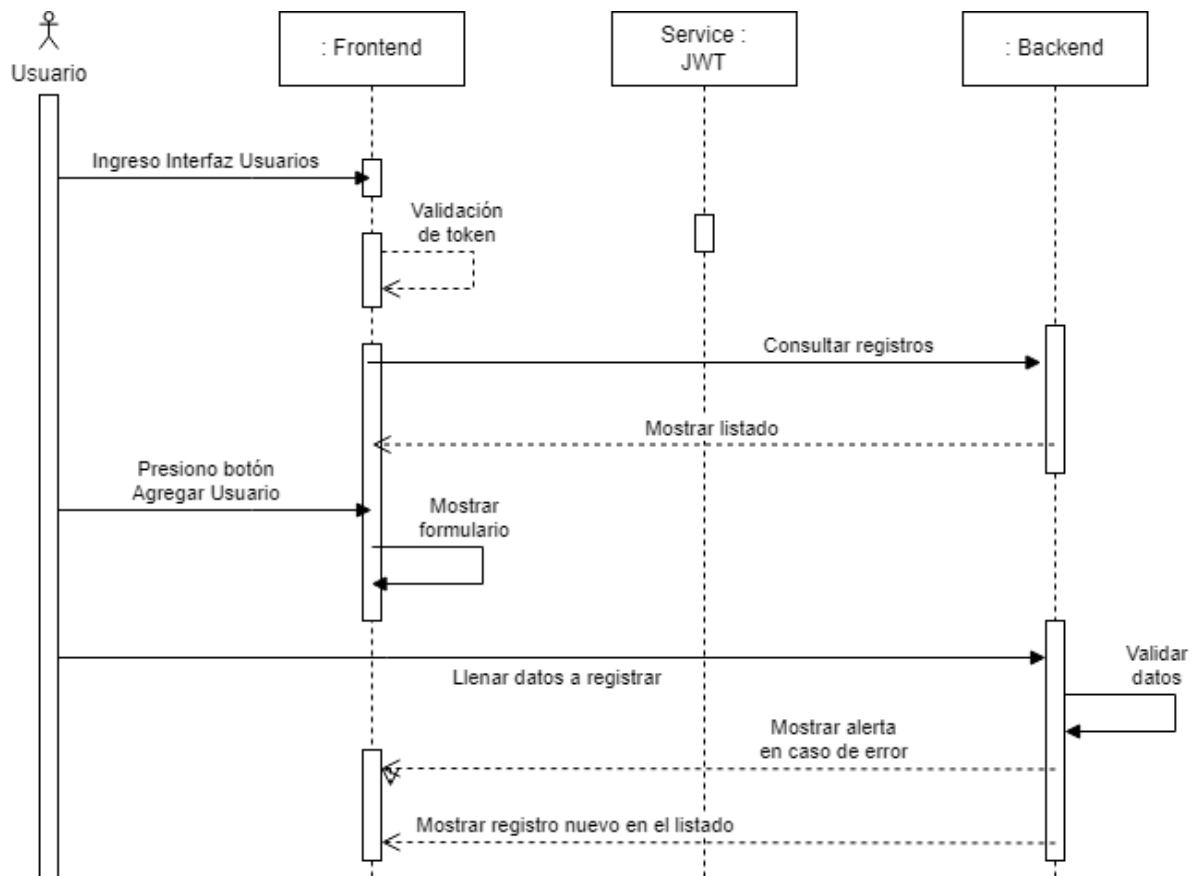 Usuario
: Frontend
Service :
JWT
: Backend
Ingreso Interfaz Usuarios
Validación
de token
Consultar registros
Mostrar listado
Presiono botón
Agregar Usuario
Mostrar
formulario
Llenar datos a registrar
Validar
datos
Mostrar alerta
en caso de error
Mostrar registro nuevo en el listado